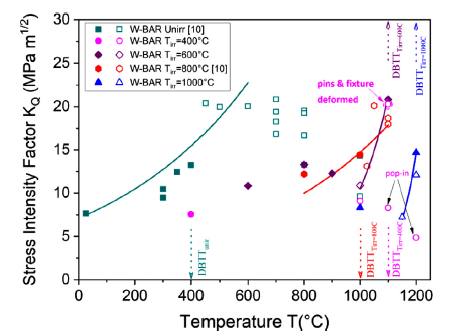 Stress Intensity Factor K_Q (MPa m^1/2)
30
25
20
15
10
5
0
W-BAR Unirr [10]
W-BAR T_irr=400°C
W-BAR T_irr=600°C
W-BAR T_irr=800°C [10]
W-BAR T_irr=1000°C
DBTT_Tirr=600C
DBTT_Tirr=1000C
pins & fixture
deformed
pop-in
DBTT_unir
DBTT_Tirr=800C
DBTT_Tirr=400C
0 200 400 600 800 1000 1200
Temperature T(°C)